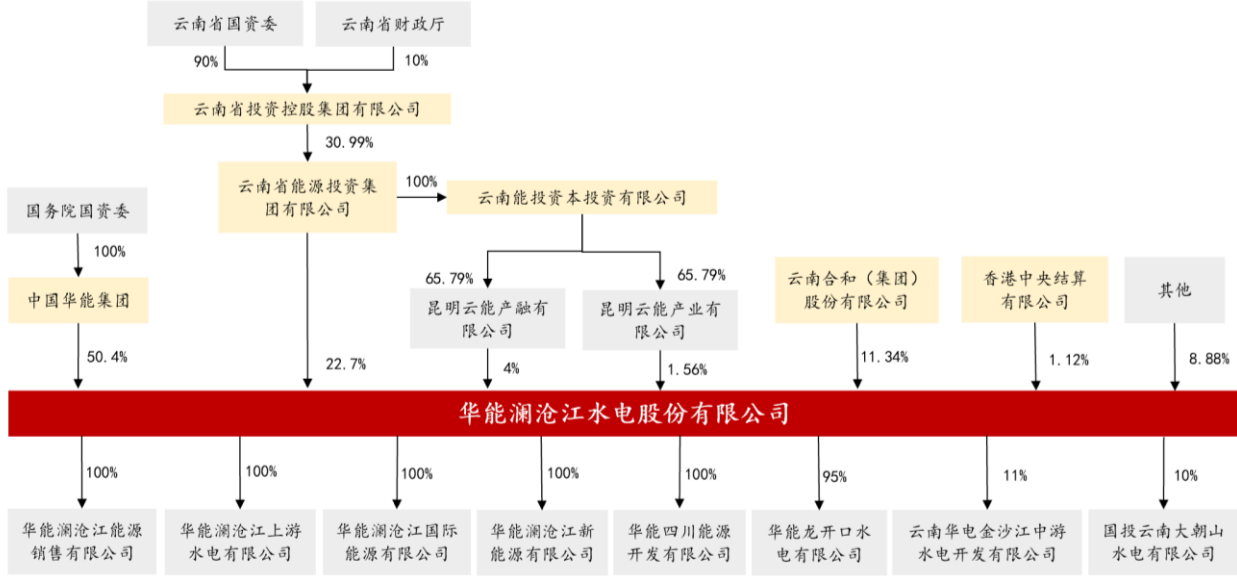 云南省国资委
云南省财政厅
90%
10%
云南省投资控股集团有限公司
30.99%
云南省能源投资集
团有限公司
100%
云南能投资本投资有限公司
国务院国资委
100%
65.79%
65.79%
中国华能集团
昆明云能产融有
限公司
昆明云能产业有
限公司
云南合和（集团）
股份有限公司
香港中央结算
有限公司
其他
50.4%
22.7%
4%
1.56%
11.34%
1.12%
8.88%
华能澜沧江水电股份有限公司
100%
100%
100%
100%
100%
95%
11%
10%
华能澜沧江能源
销售有限公司
华能澜沧江上游
水电有限公司
华能澜沧江国际
能源有限公司
华能澜沧江新
能源有限公司
华能四川能源
开发有限公司
华能龙开口水
电有限公司
云南华电金沙江中游
水电开发有限公司
国投云南大朝山
水电有限公司